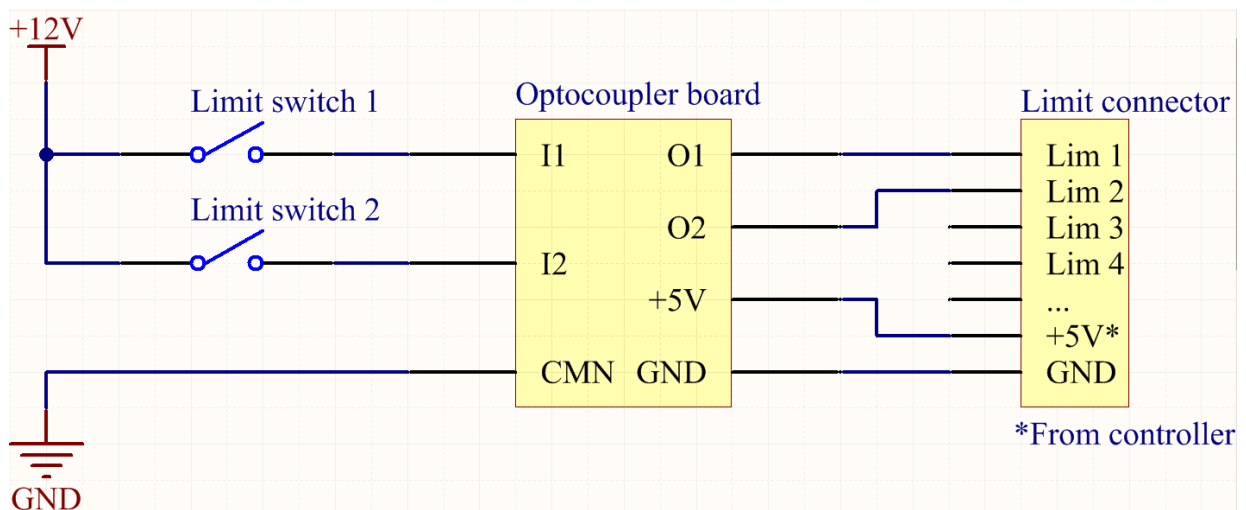 +12V
Limit switch 1
Optocoupler board
Limit connector
I1
O1
Lim 1
Limit switch 2
Lim 2
O2
Lim 3
I2
Lim 4
+5V
...
+5V*
CMN
GND
GND
*From controller
GND